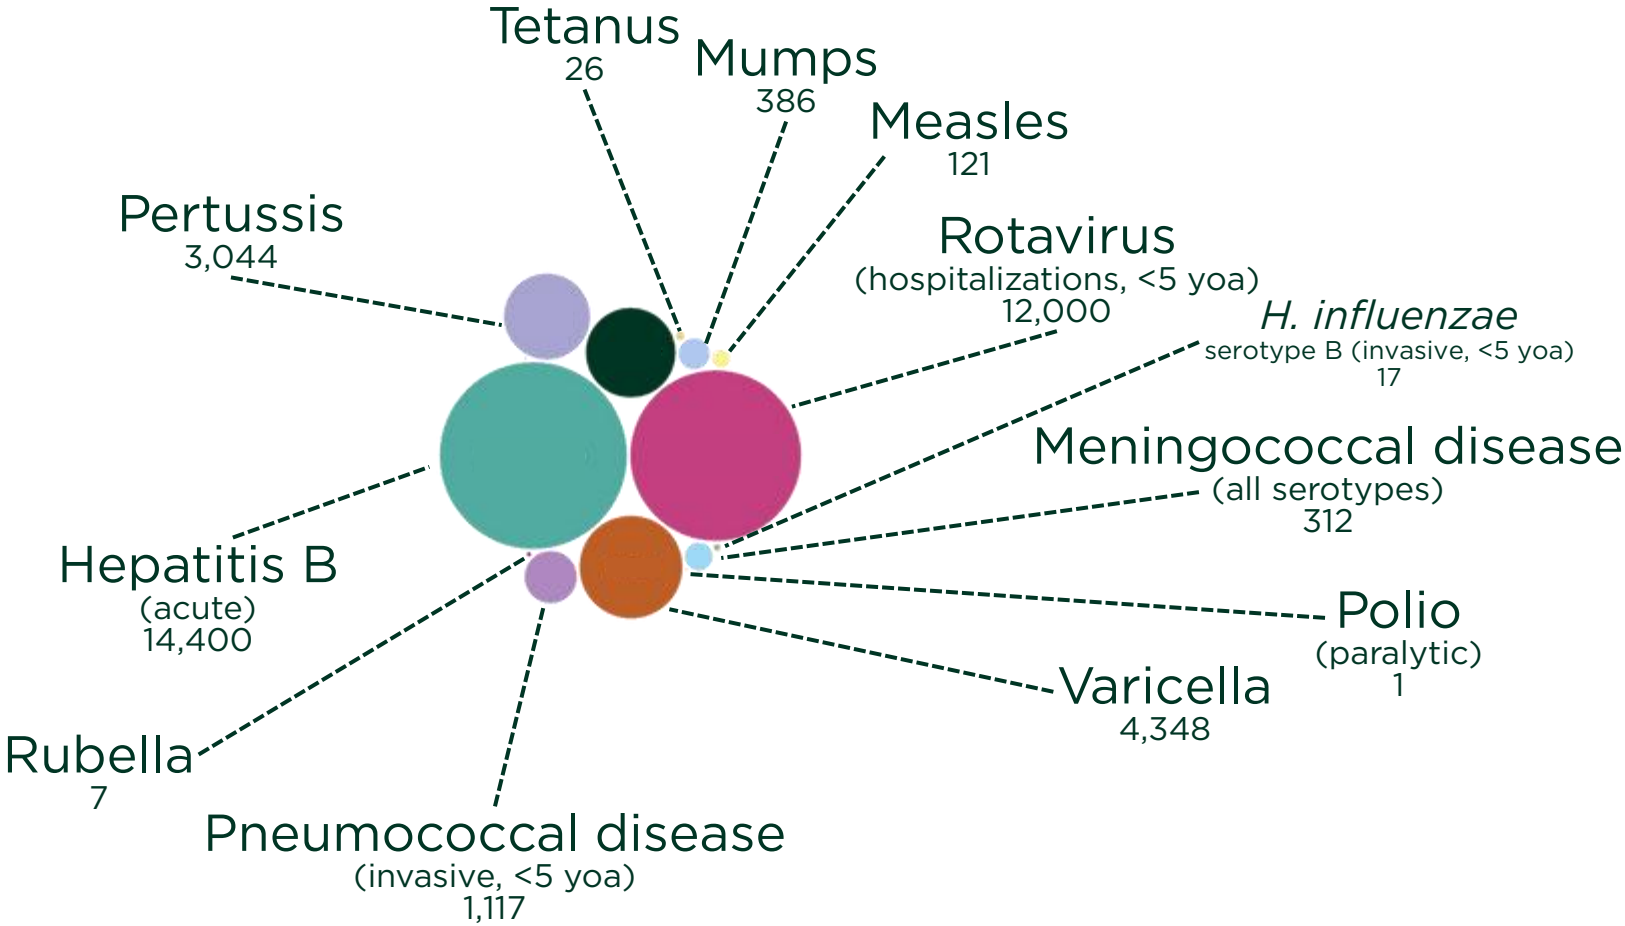 Tetanus
26
Mumps
386
Measles
121
Pertussis
3,044
Rotavirus
(hospitalizations, <5 yoa)
12,000
H. influenzae
serotype B (invasive, <5 yoa)
17
Meningococcal disease
(all serotypes)
312
Hepatitis B
(acute)
14,400
Polio
(paralytic)
1
Varicella
4,348
Rubella
7
Pneumococcal disease
(invasive, <5 yoa)
1,117